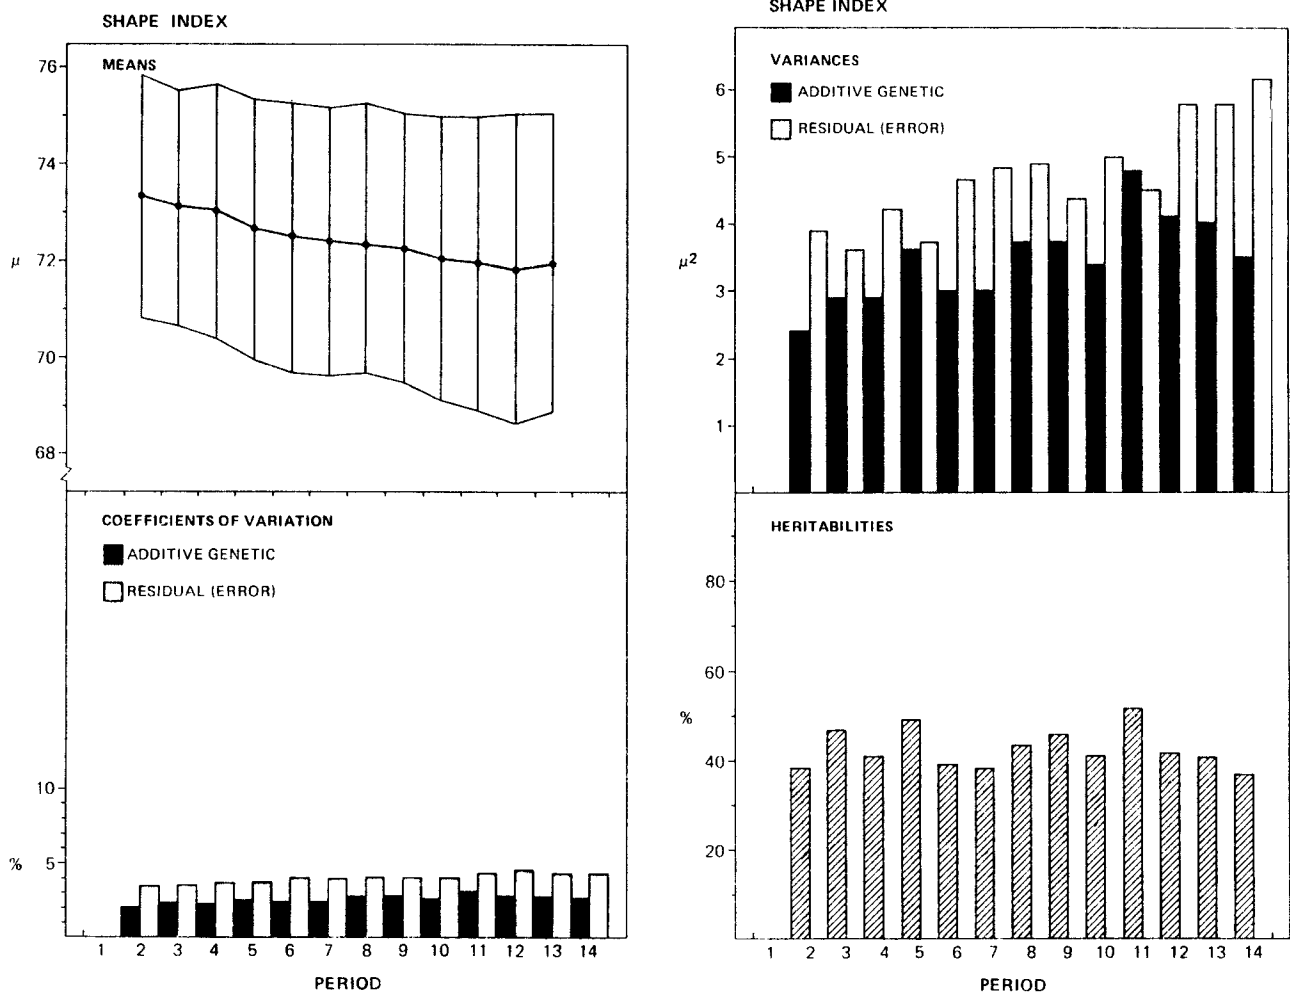 SHAPE INDEX
MEANS
76
74
μ
72
70
68
COEFFICIENTS OF VARIATION
ADDITIVE GENETIC
RESIDUAL (ERROR)
10
%
5
1 2 3 4 5 6 7 8 9 10 11 12 13 14
PERIOD
SHAPE INDEX
VARIANCES
ADDITIVE GENETIC
RESIDUAL (ERROR)
6
5
4
μ²
3
2
1
HERITABILITIES
80
60
%
40
20
1 2 3 4 5 6 7 8 9 10 11 12 13 14
PERIOD